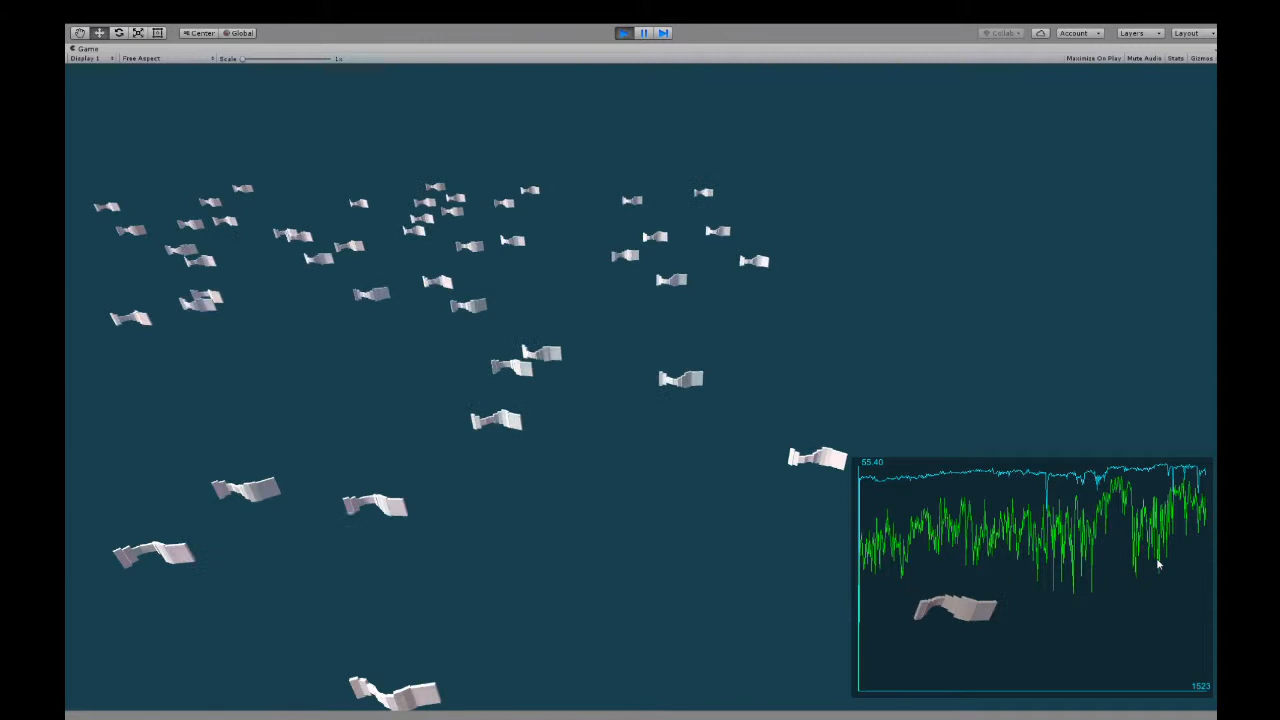 Center Global Collab Account Layers Layout
Game
Display 1 Free Aspect Scale 1x Maximize On Play Mute Audio Stats Gizmos
55.40
1523